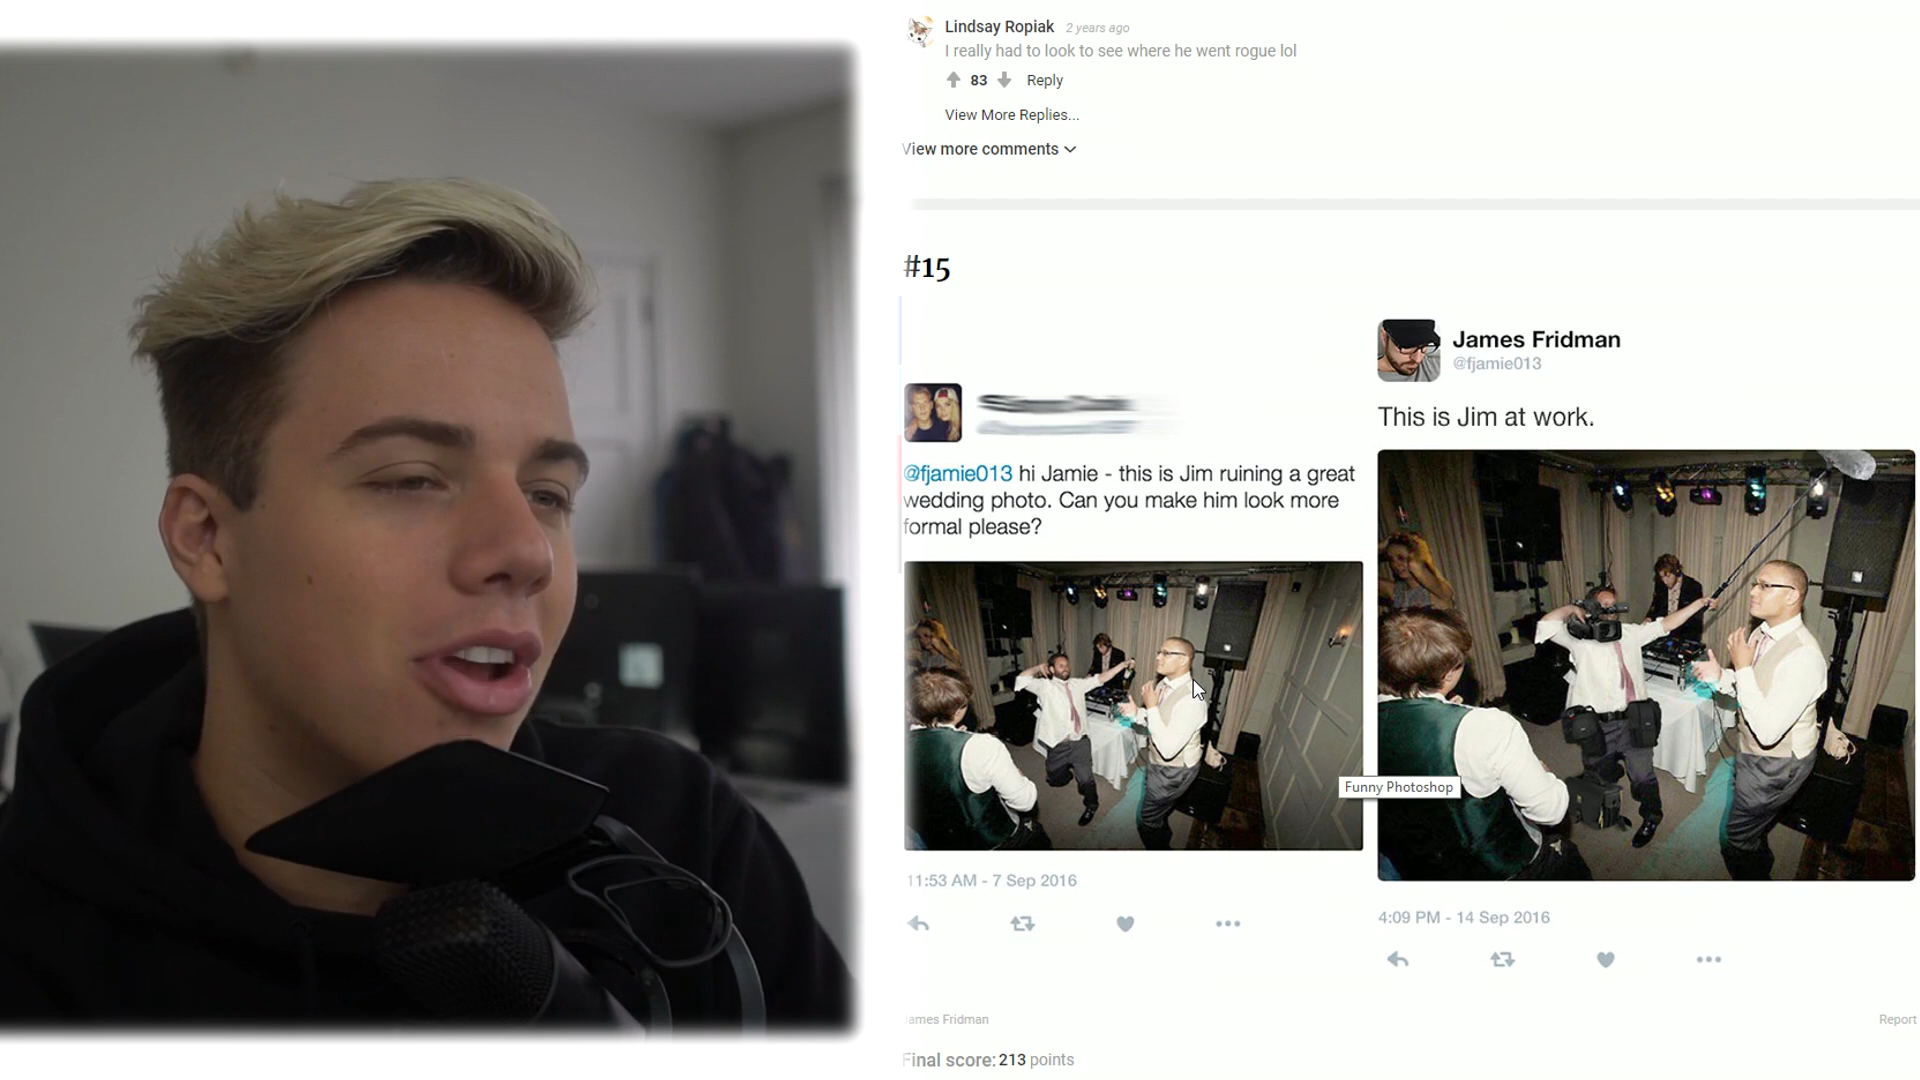 Lindsay Ropiak 2 years ago
I really had to look to see where he went rogue lol
83 Reply
View More Replies...
View more comments
#15
James Fridman
@fjamie013
This is Jim at work.
@fjamie013 hi Jamie - this is Jim ruining a great
wedding photo. Can you make him look more
formal please?
Funny Photoshop
11:53 AM - 7 Sep 2016
4:09 PM - 14 Sep 2016
James Fridman
Report
Final score: 213 points